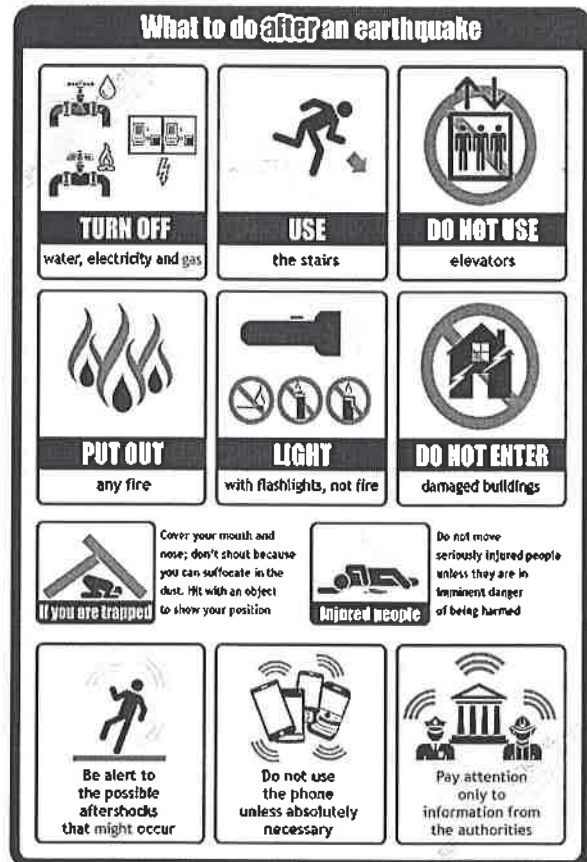 What to do after an earthquake
TURN OFF
water, electricity and gas
USE
the stairs
DO NOT USE
elevators
PUT OUT
any fire
LIGHT
with flashlights, not fire
DO NOT ENTER
damaged buildings
If you are trapped
Cover your mouth and
nose; don't shout because
you can suffocate in the
dust. Hit with an object
to show your position
Injured people
Do not move
seriously injured people
unless they are in
imminent danger
of being harmed
Be alert to
the possible
aftershocks
that might occur
Do not use
the phone
unless absolutely
necessary
Pay attention
only to
information from
the authorities